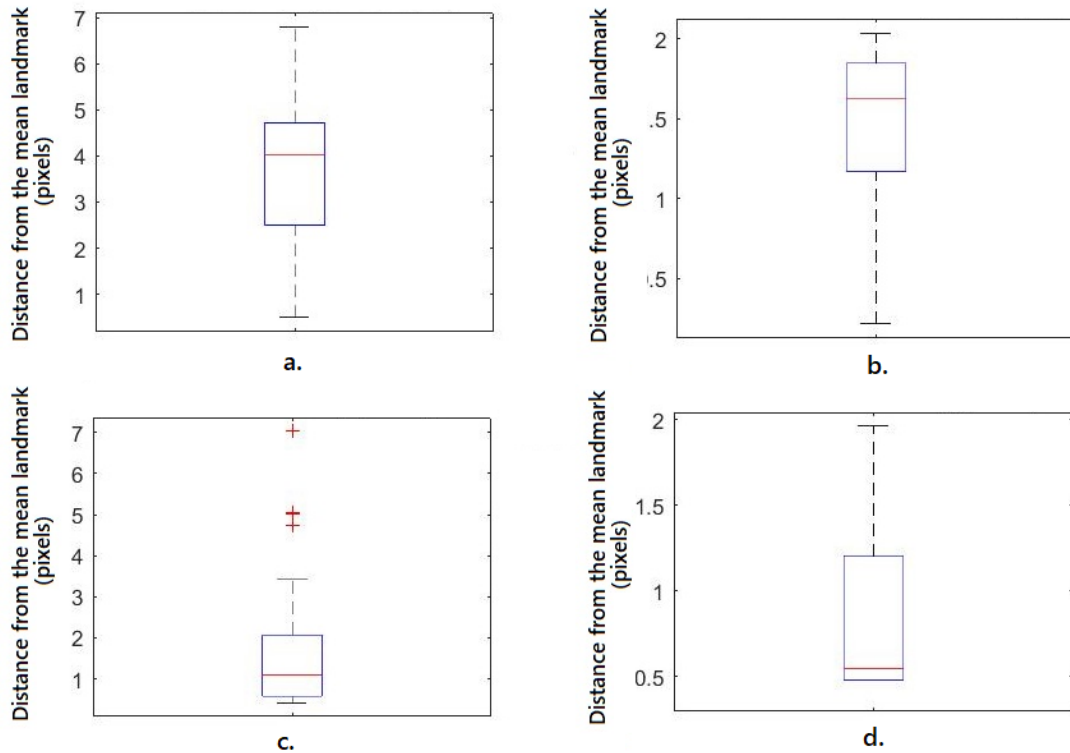 Distance from the mean landmark
(pixels)
7
6
5
4
3
2
1
a.
Distance from the mean landmark
(pixels)
2
.5
1
.5
b.
Distance from the mean landmark
(pixels)
7
6
5
4
3
2
1
c.
Distance from the mean landmark
(pixels)
2
1.5
1
0.5
d.